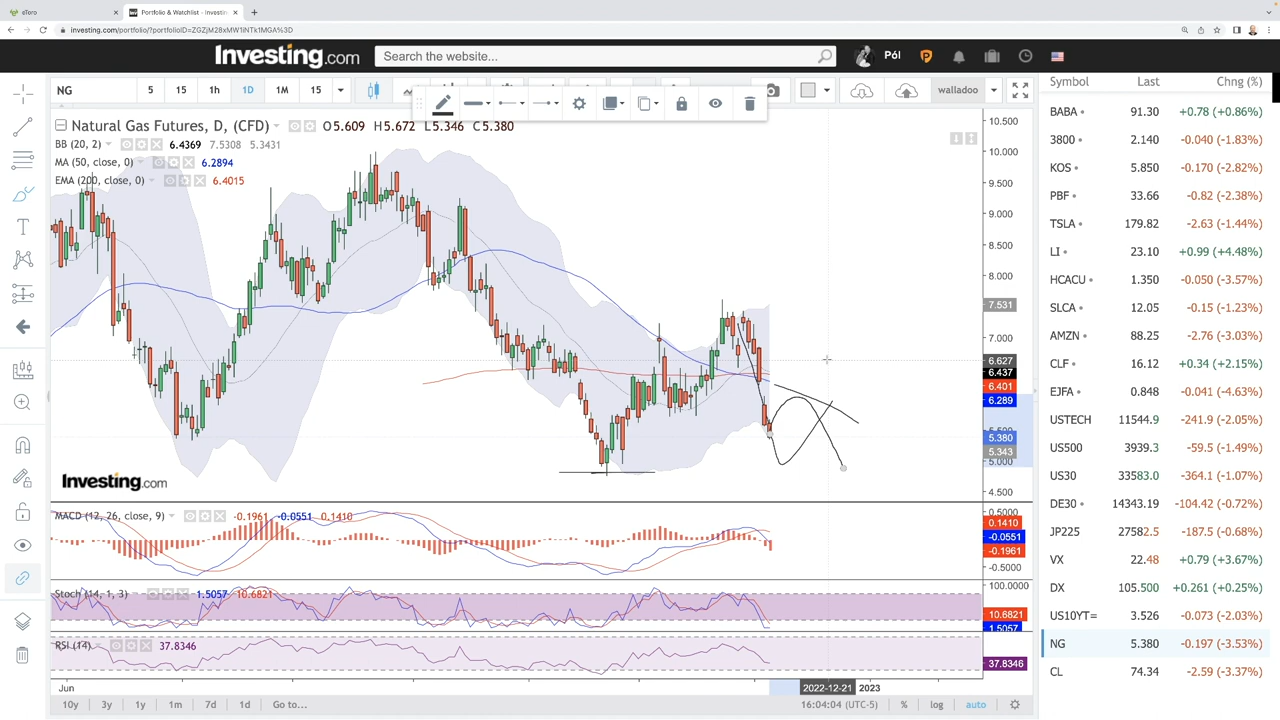 eToro
Portfolio & Watchlist - Investin
investing.com/portfolio/?portfolioID=ZGZjM28xMW1iNTk1MGA%3D
Investing.com
Search the website...
Pól
NG
5
15
1h
1D
1M
15
walladoo
Natural Gas Futures, D, (CFD)
O5.609 H5.672 L5.346 C5.380
BB (20, 2)
6.4369 7.5308 5.3431
MA (50, close, 0)
6.2894
EMA (200, close, 0)
6.4015
10.500
10.000
9.500
9.000
8.500
8.000
7.531
7.000
6.627
6.437
6.401
6.289
5.380
5.343
5.000
4.500
Investing.com
MACD (12, 26, close, 9)
-0.1961 -0.0551 0.1410
0.5000
0.1410
-0.0551
-0.1961
-0.5000
Stoch (14, 1, 3)
1.5057 10.6821
100.0000
10.6821
1.5057
RSI (14)
37.8346
37.8346
Jun
2022-12-21
2023
10y
3y
1y
1m
7d
1d
Go to...
16:04:04 (UTC-5)
%
log
auto
Symbol Last Chng (%)
BABA 91.30 +0.78 (+0.86%)
3800 2.140 -0.040 (-1.83%)
KOS 5.850 -0.170 (-2.82%)
PBF 33.66 -0.82 (-2.38%)
TSLA 179.82 -2.63 (-1.44%)
LI 23.10 +0.99 (+4.48%)
HCACU 1.350 -0.050 (-3.57%)
SLCA 12.05 -0.15 (-1.23%)
AMZN 88.25 -2.76 (-3.03%)
CLF 16.12 +0.34 (+2.15%)
EJFA 0.848 -0.041 (-4.63%)
USTECH 11544.9 -241.9 (-2.05%)
US500 3939.3 -59.5 (-1.49%)
US30 33583.0 -364.1 (-1.07%)
DE30 14343.19 -104.42 (-0.72%)
JP225 27582.5 -187.5 (-0.68%)
VX 22.48 +0.79 (+3.67%)
DX 105.500 +0.261 (+0.25%)
US10YT= 3.526 -0.073 (-2.03%)
NG 5.380 -0.197 (-3.53%)
CL 74.34 -2.59 (-3.37%)